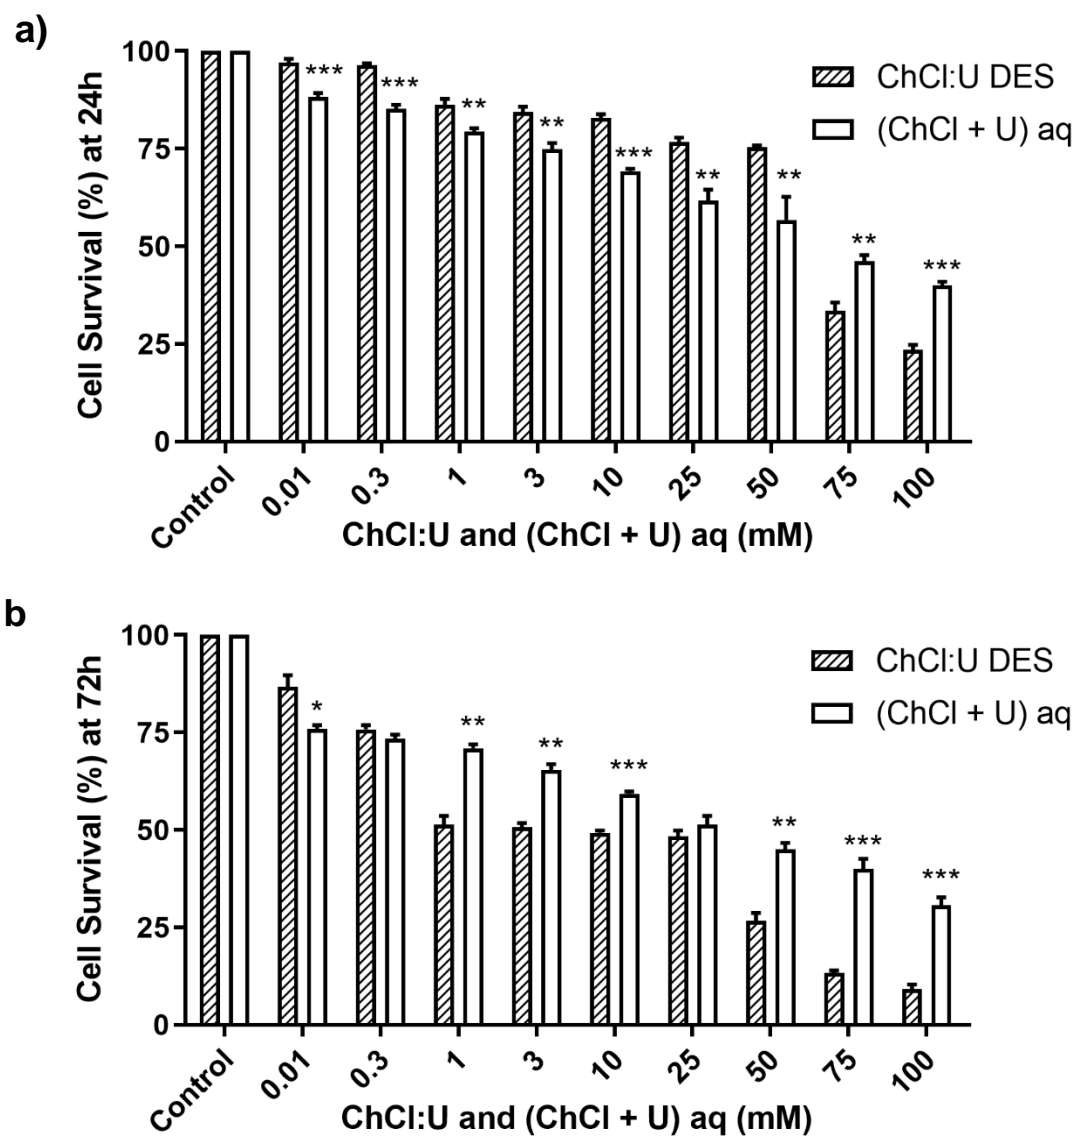 a)
Cell Survival (%) at 24h
100
75
50
25
0
ChCl:U DES
(ChCl + U) aq
*** *** ** ** *** ** ** ** ***
Control 0.01 0.3 1 3 10 25 50 75 100
ChCl:U and (ChCl + U) aq (mM)
b
Cell Survival (%) at 72h
100
75
50
25
0
ChCl:U DES
(ChCl + U) aq
* ** ** *** ** *** ***
Control 0.01 0.3 1 3 10 25 50 75 100
ChCl:U and (ChCl + U) aq (mM)